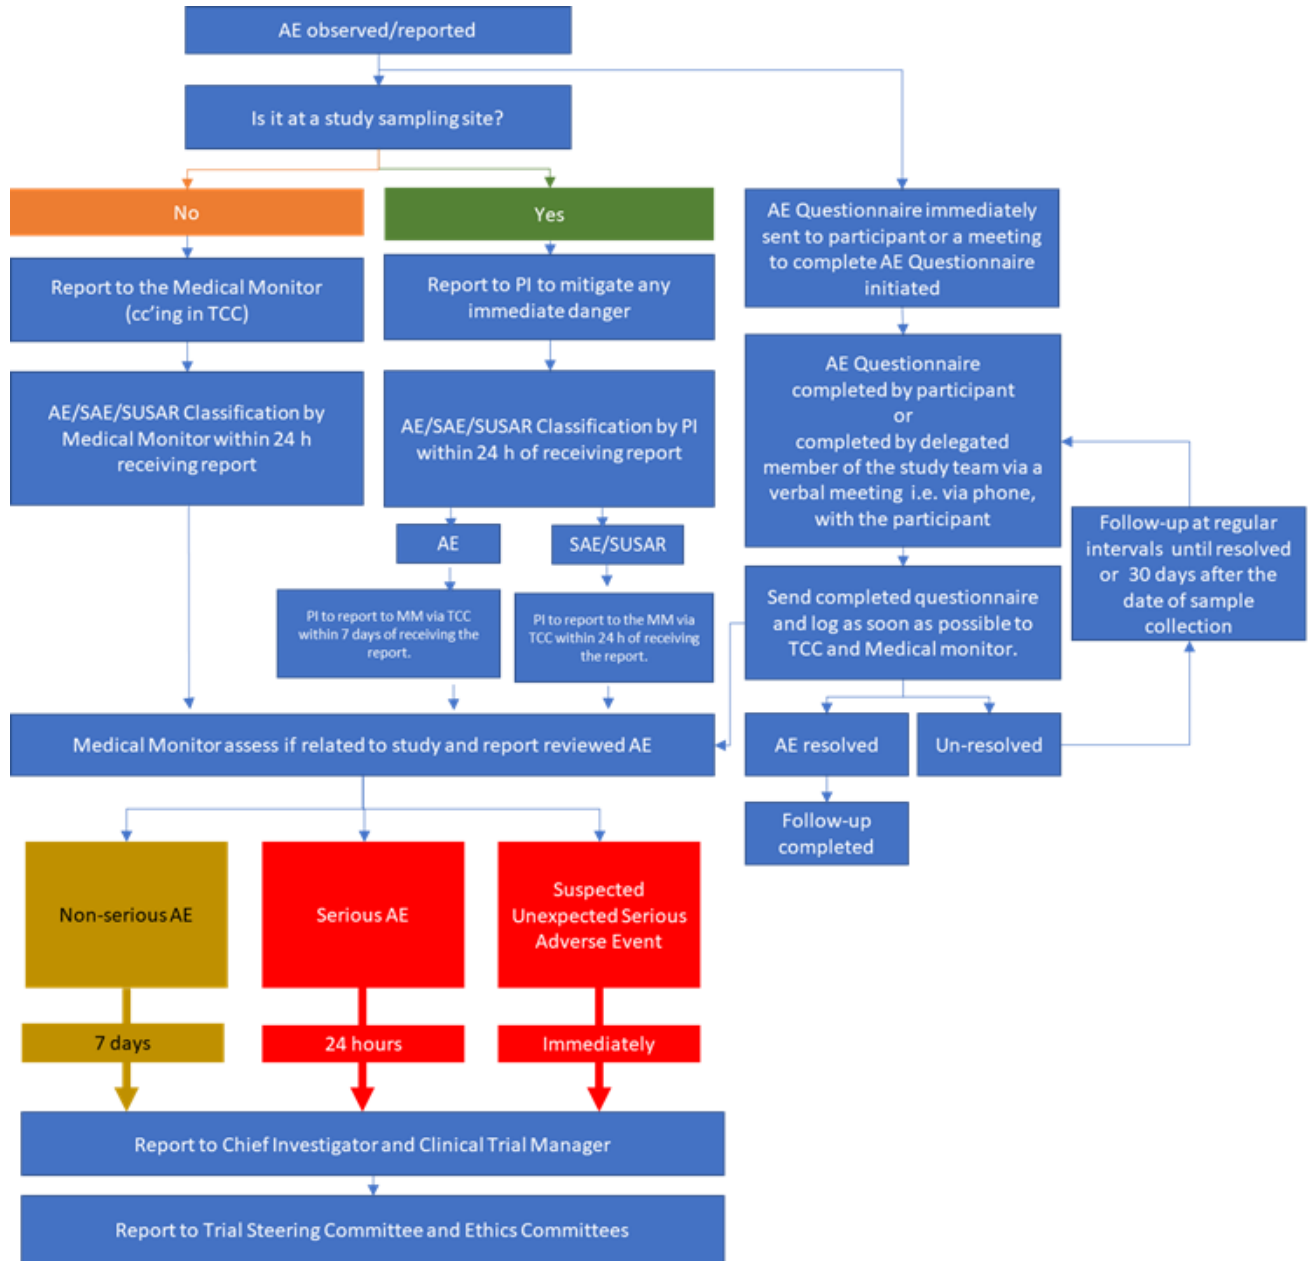 AE observed/reported
Is it at a study sampling site?
No
Yes
Report to the Medical Monitor
(cc'ing in TCC)
Report to PI to mitigate any
immediate danger
AE/SAE/SUSAR Classification by
Medical Monitor within 24 h
receiving report
AE/SAE/SUSAR Classification by PI
within 24 h of receiving report
AE
SAE/SUSAR
PI to report to MM via TCC
within 7 days of receiving the
report.
PI to report to the MM via
TCC within 24 h of receiving
the report.
AE Questionnaire immediately
sent to participant or a meeting
to complete AE Questionnaire
initiated
AE Questionnaire
completed by participant
or
completed by delegated
member of the study team via a
verbal meeting i.e. via phone,
with the participant
Follow-up at regular
intervals until resolved
or 30 days after the
date of sample
collection
Send completed questionnaire
and log as soon as possible to
TCC and Medical monitor.
AE resolved
Un-resolved
Follow-up
completed
Medical Monitor assess if related to study and report reviewed AE
Non-serious AE
Serious AE
Suspected
Unexpected Serious
Adverse Event
7 days
24 hours
Immediately
Report to Chief Investigator and Clinical Trial Manager
Report to Trial Steering Committee and Ethics Committees